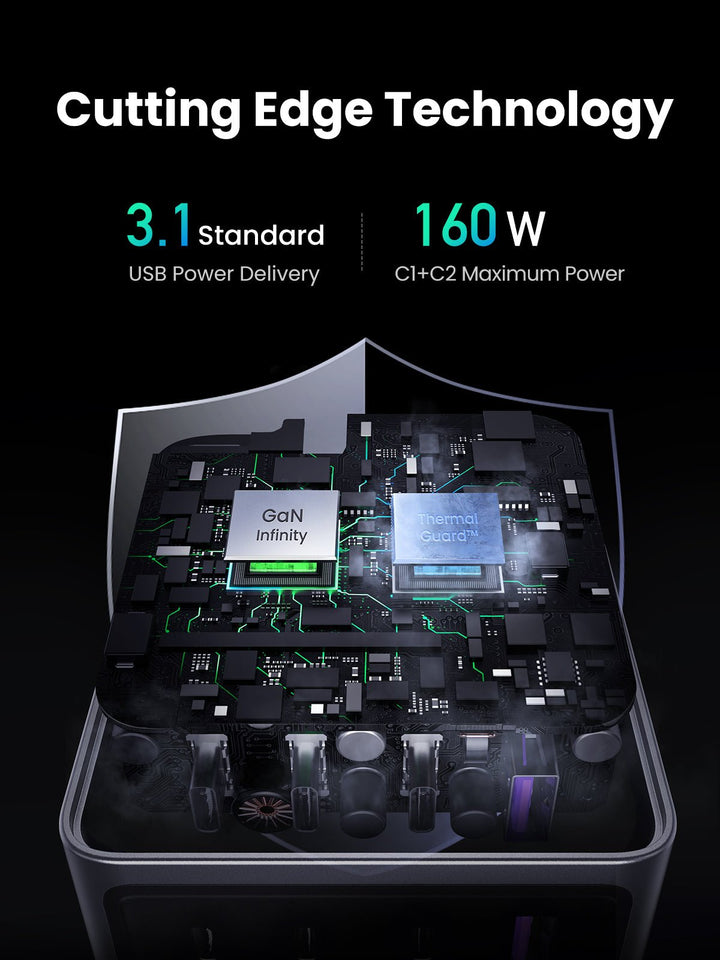 Cutting Edge Technology
3.1 Standard
USB Power Delivery
160 W
C1+C2 Maximum Power
GaN
Infinity
Thermal
Guard™